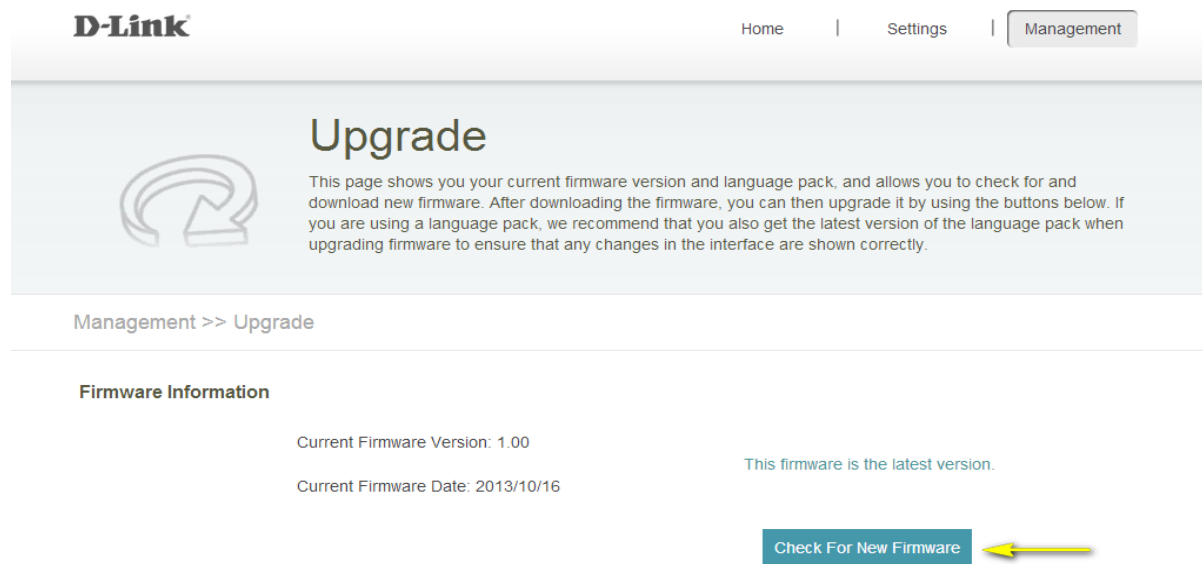 D-Link
Home | Settings | Management
Upgrade
This page shows you your current firmware version and language pack, and allows you to check for and
download new firmware. After downloading the firmware, you can then upgrade it by using the buttons below. If
you are using a language pack, we recommend that you also get the latest version of the language pack when
upgrading firmware to ensure that any changes in the interface are shown correctly.
Management >> Upgrade
Firmware Information
Current Firmware Version: 1.00
This firmware is the latest version.
Current Firmware Date: 2013/10/16
Check For New Firmware